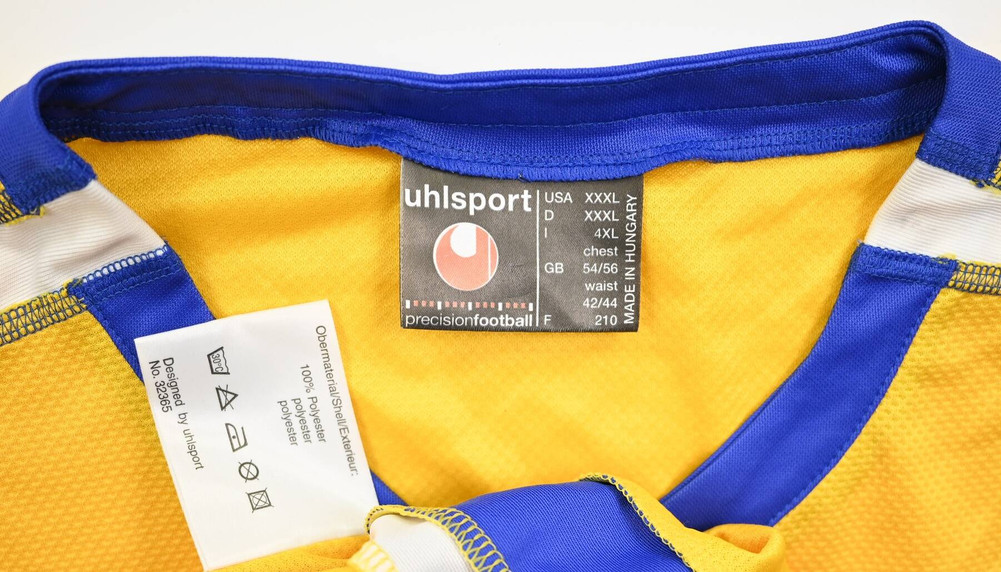 uhlsport
precisionfootball
USA XXXL
D XXXL
I 4XL
chest
GB 54/56
waist
42/44
F 210
MADE IN HUNGARY
Obermaterial/Shell/Exterieur:
100% Polyester
polyester
polyester
30°C
Designed by uhlsport
No. 32365